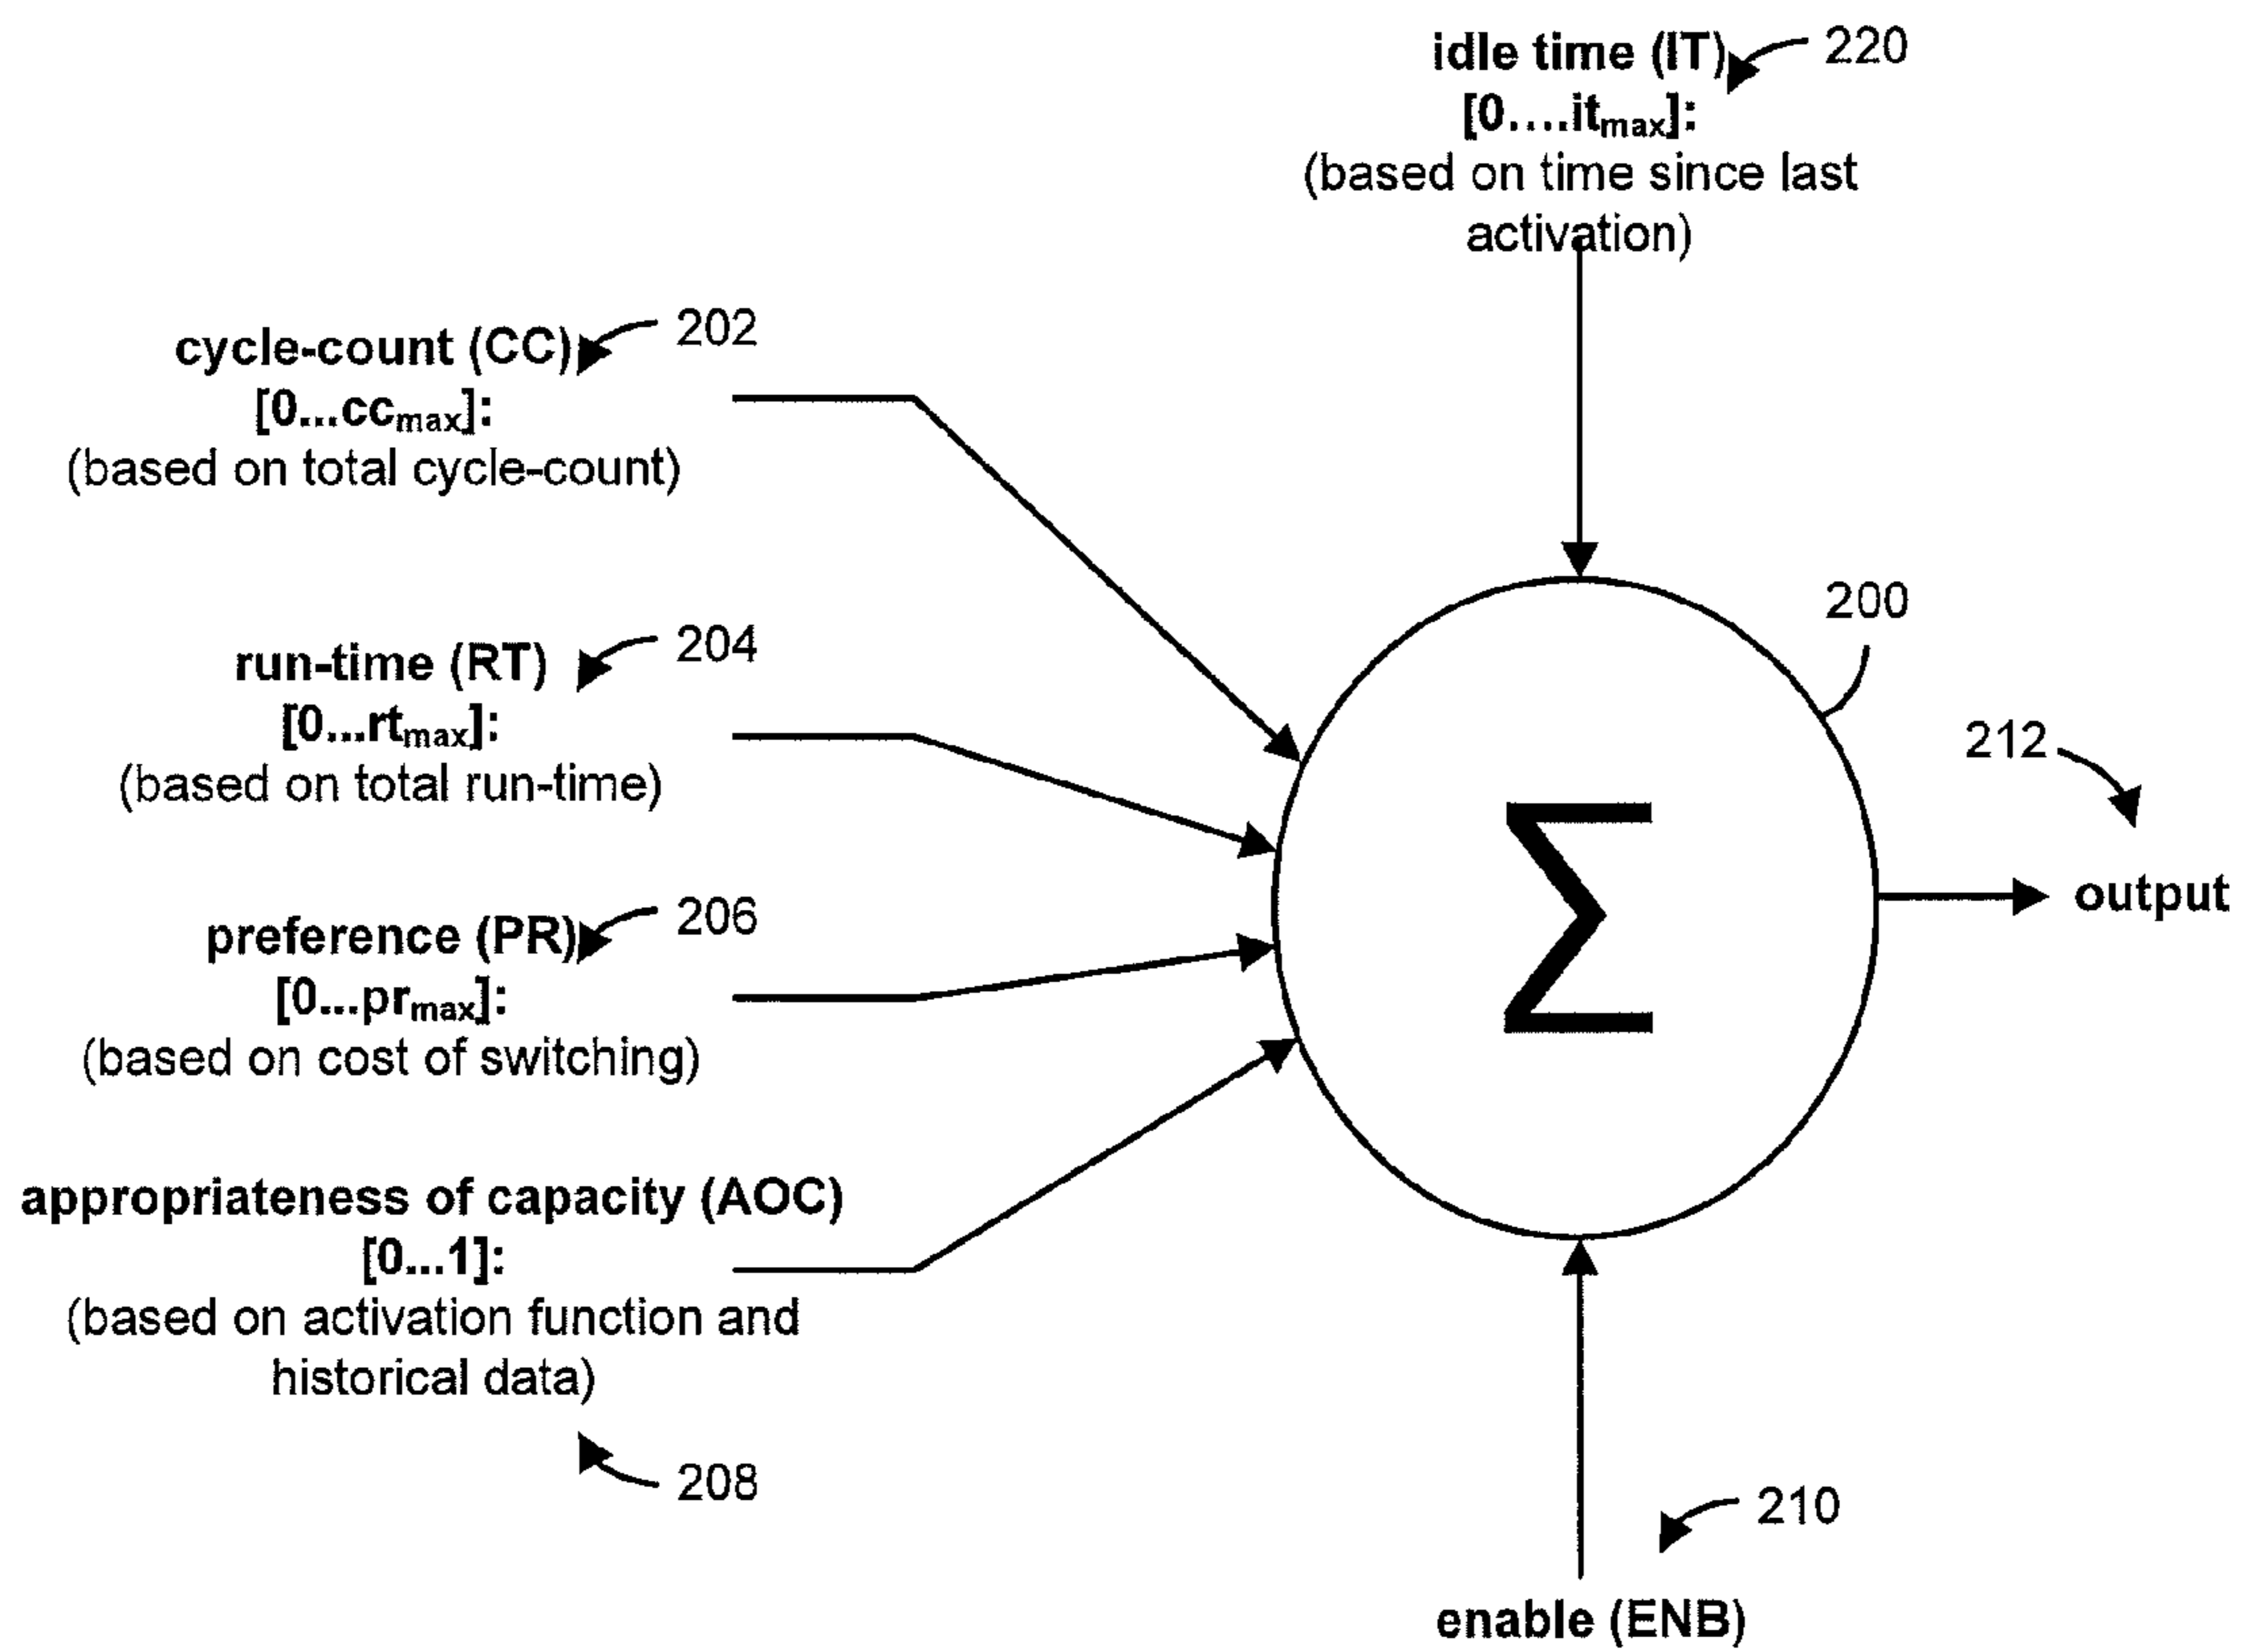 idle time (IT) 220
[0....itmax]:
(based on time since last
activation)
cycle-count (CC) 202
[0...ccmax]:
(based on total cycle-count)
200
run-time (RT) 204
[0...rtmax]:
(based on total run-time)
212
Σ
output
preference (PR) 206
[0...prmax]:
(based on cost of switching)
appropriateness of capacity (AOC)
[0...1]:
(based on activation function and
historical data)
208
210
enable (ENB)